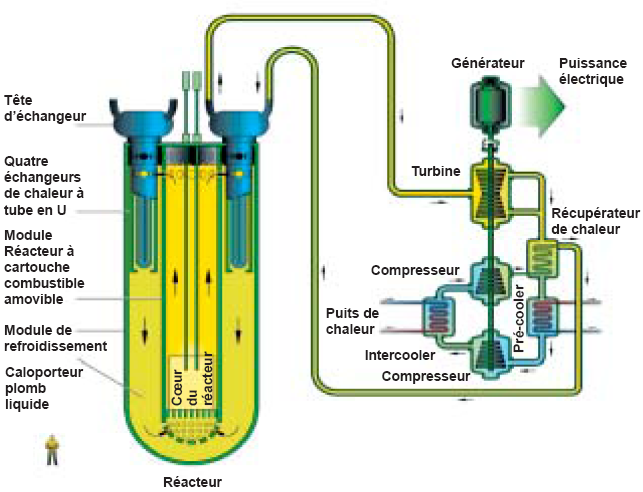 Tête
d'échangeur
Quatre
échangeurs
de chaleur à
tube en U
Module
Réacteur à
cartouche
combustible
amovible
Module de
refroidissement
Caloporteur
plomb
liquide
Cœur
du
réacteur
Réacteur
Générateur
Puissance
électrique
Turbine
Récupérateur
de chaleur
Compresseur
Puits de
chaleur
Pré-cooler
Intercooler
Compresseur